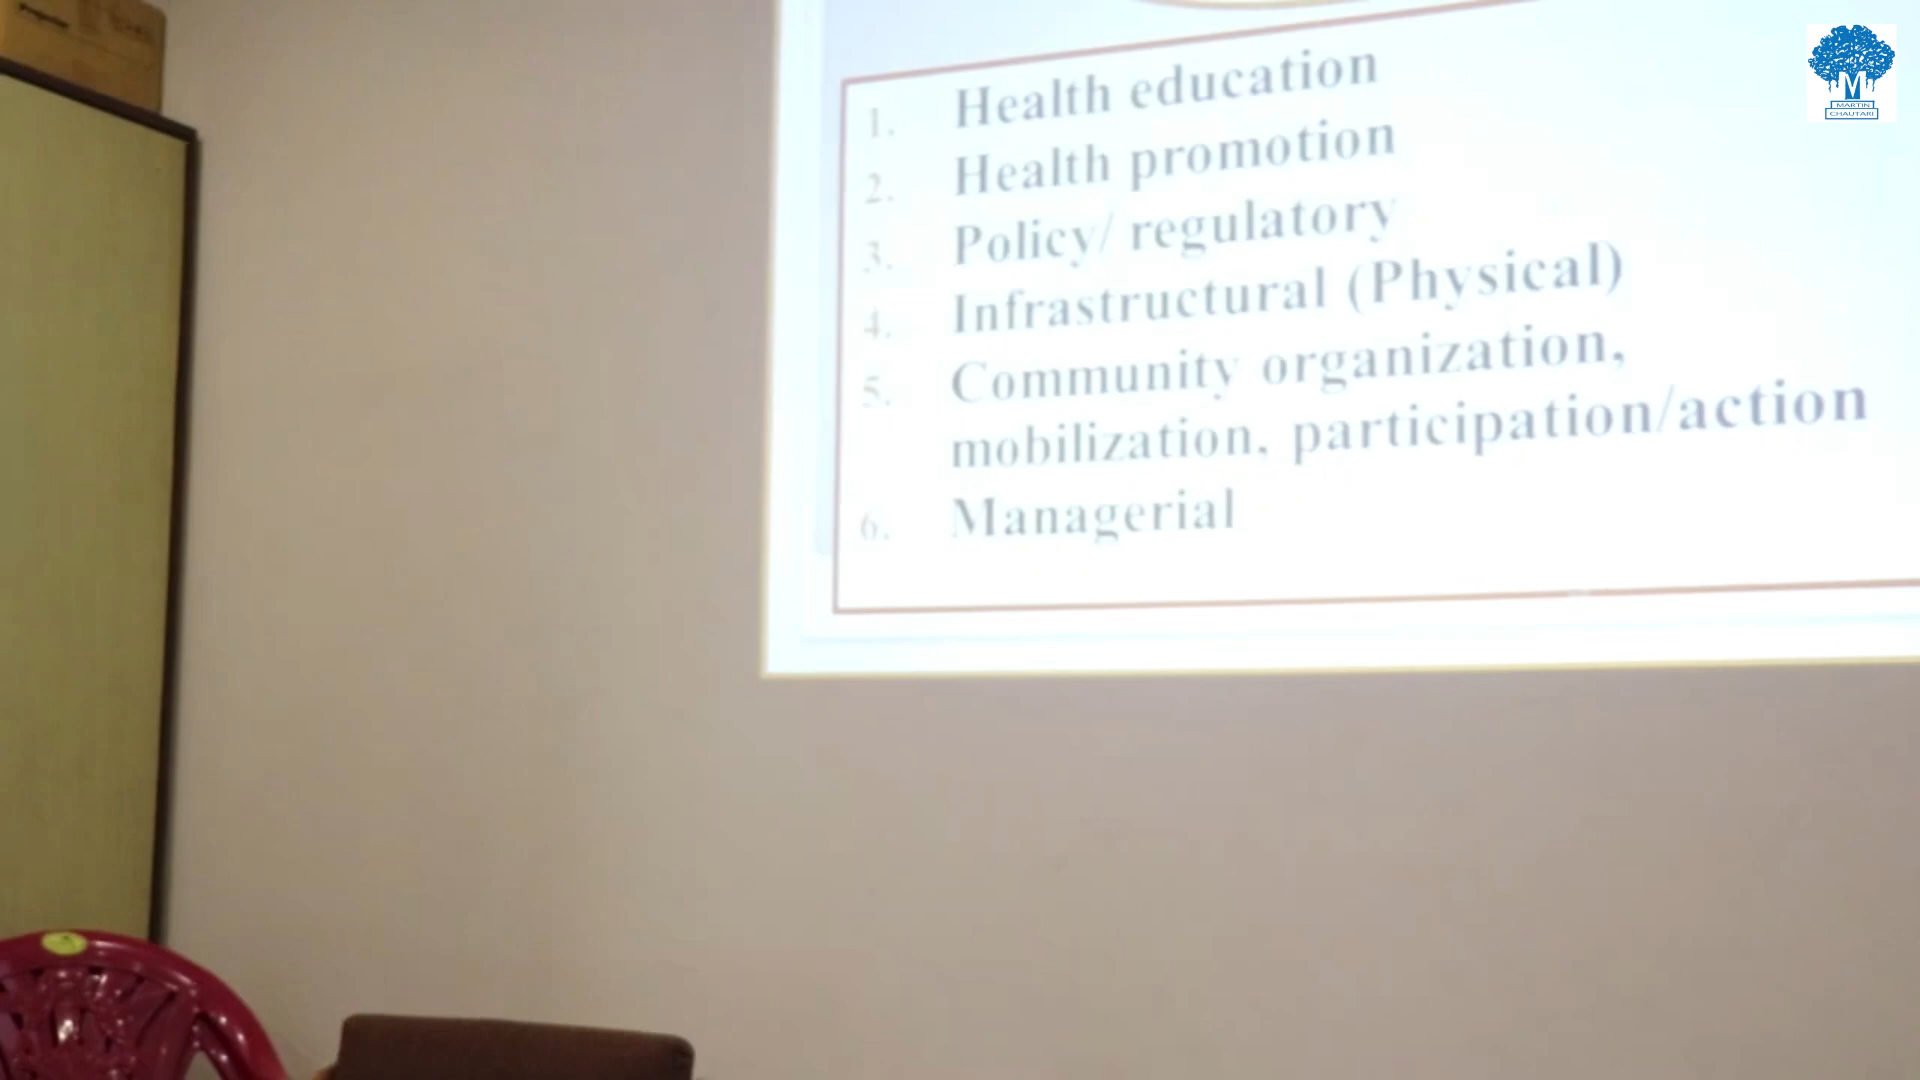 1. Health education
2. Health promotion
3. Policy/ regulatory
4. Infrastructural (Physical)
5. Community organization,
mobilization, participation/action
6. Managerial
M
MARTIN
CHAUTARI